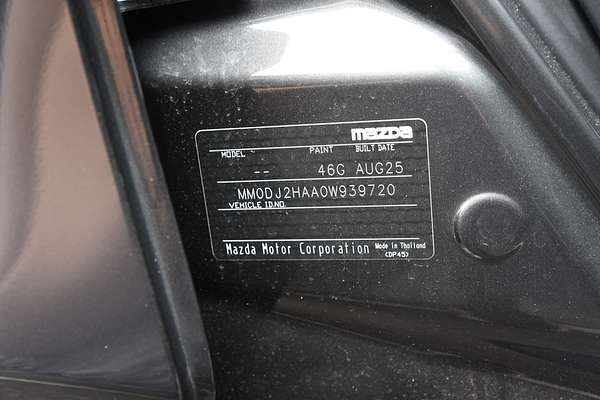 mazda
MODEL PAINT BUILT DATE
-- 46G AUG25
MM0DJ2HAA0W939720
VEHICLE ID.NO.
Mazda Motor Corporation Made in Thailand
(DP45)